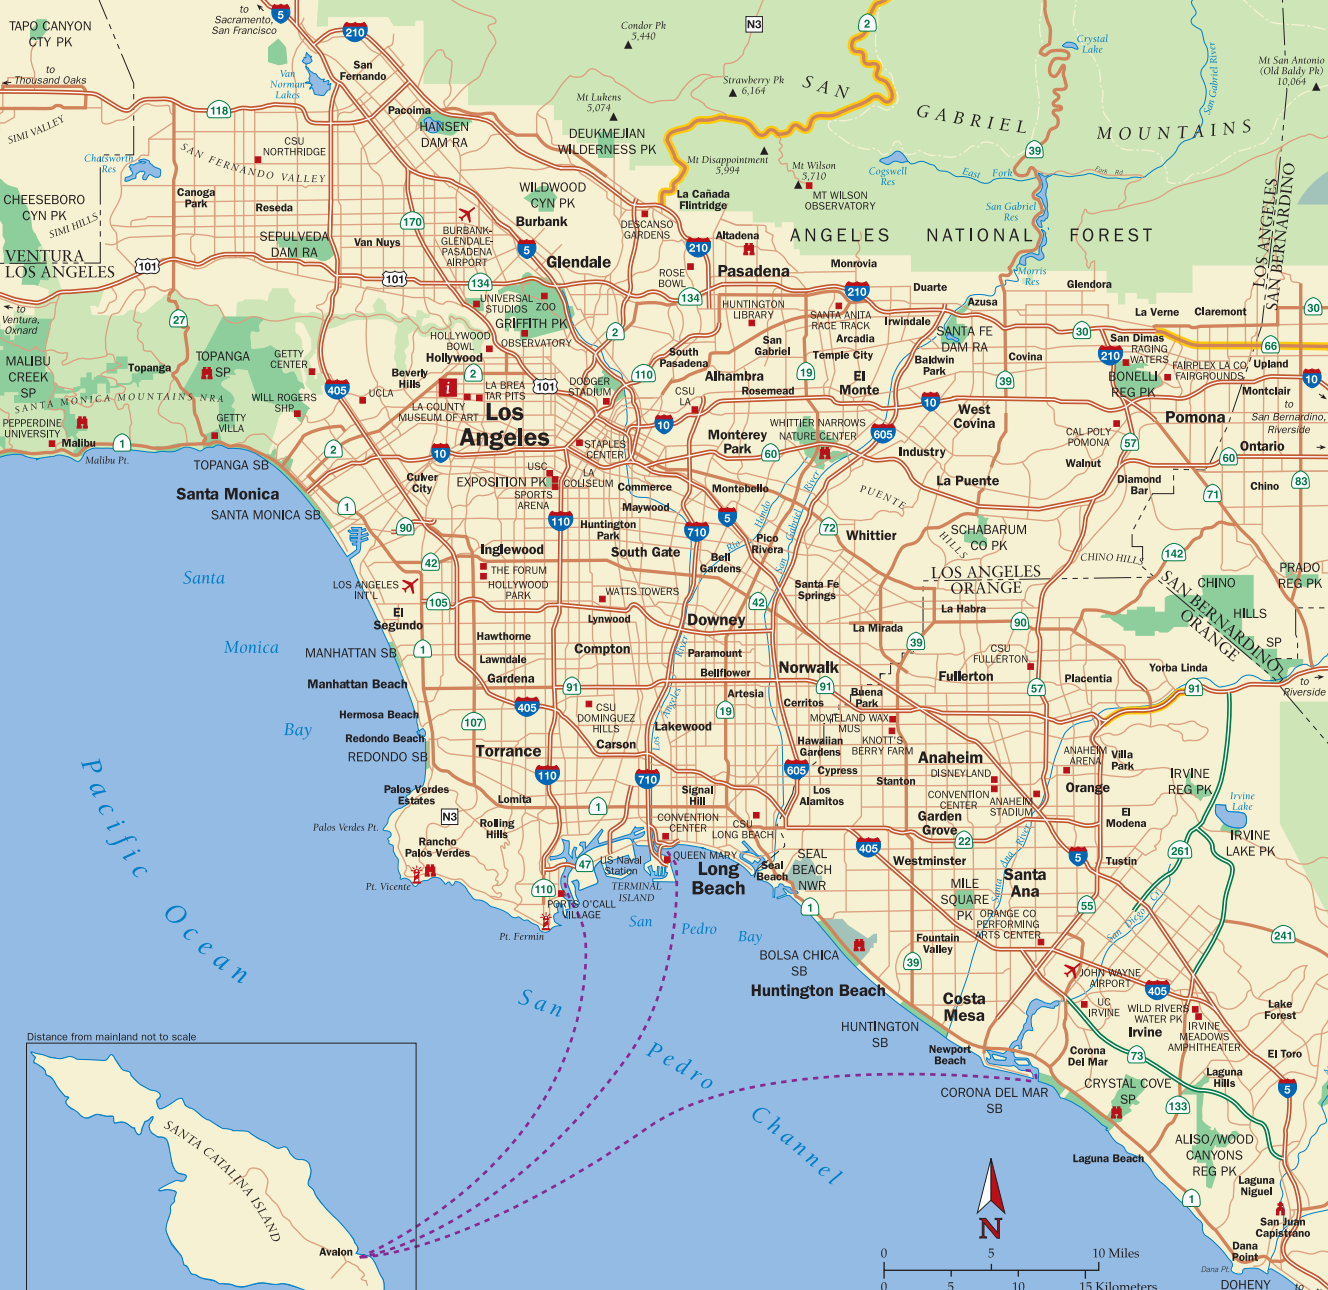 TAPO CANYON
CTY PK
to
Sacramento,
San Francisco
5
210
Condor Pk
5,440
N3
2
Crystal
Lake
San Gabriel River
Mt San Antonio
(Old Baldy Pk)
10,064
to
Thousand Oaks
Van
Norman
Lakes
San
Fernando
Strawberry Pk
6,164
SAN
GABRIEL
MOUNTAINS
118
Pacoima
HANSEN
DAM RA
Mt Lukens
5,074
DEUKMEJIAN
WILDERNESS PK
SIMI VALLEY
CSU
NORTHRIDGE
SAN FERNANDO VALLEY
Chatsworth
Res
Mt Disappointment
5,994
Mt Wilson
5,710
MT WILSON
OBSERVATORY
Cogswell
Res
East Fork
Fork Rd
39
CHEESEBORO
CYN PK
SIMI HILLS
Canoga
Park
Reseda
WILDWOOD
CYN PK
La Cañada
Flintridge
San Gabriel
Res
LOS ANGELES
SAN BERNARDINO
170
BURBANK-
GLENDALE-
PASADENA
AIRPORT
Burbank
DESCANSO
GARDENS
SEPULVEDA
DAM RA
Van Nuys
5
210
Altadena
ANGELES NATIONAL FOREST
VENTURA
LOS ANGELES
101
101
Glendale
ROSE
BOWL
Pasadena
Monrovia
Morris
Res
134
134
210
Duarte
Azusa
Glendora
to
Ventura,
Oxnard
27
UNIVERSAL
STUDIOS
ZOO
GRIFFITH PK
OBSERVATORY
HUNTINGTON
LIBRARY
SANTA ANITA
RACE TRACK
Arcadia
Irwindale
SANTA FE
DAM RA
30
La Verne
Claremont
30
66
MALIBU
CREEK
SP
Topanga
TOPANGA
SP
GETTY
CENTER
HOLLYWOOD
BOWL
Hollywood
2
2
South
Pasadena
San
Gabriel
Temple City
Baldwin
Park
Covina
210
San Dimas
RAGING
WATERS
BONELLI
REG PK
FAIRPLEX LA CO
FAIRGROUNDS
Upland
10
Montclair
SANTA MONICA MOUNTAINS NRA
WILL ROGERS
SHP
405
UCLA
Beverly
Hills
i
LA BREA
TAR PITS
101
DODGER
STADIUM
110
Alhambra
CSU
LA
Rosemead
19
El
Monte
10
39
West
Covina
Pomona
to
San Bernardino,
Riverside
PEPPERDINE
UNIVERSITY
Malibu
1
Malibu Pt.
GETTY
VILLA
LA COUNTY
MUSEUM OF ART
Los
Angeles
10
STAPLES
CENTER
Monterey
Park
60
WHITTIER NARROWS
NATURE CENTER
605
CAL POLY
POMONA
57
Ontario
60
TOPANGA SB
2
10
Industry
Walnut
Santa Monica
SANTA MONICA SB
1
Culver
City
USC
EXPOSITION PK
SPORTS
ARENA
LA
COLISEUM
Commerce
Maywood
Montebello
PUENTE
HILLS
La Puente
Diamond
Bar
71
Chino
83
90
110
Huntington
Park
710
5
Rio Hondo
San Gabriel River
72
Whittier
SCHABARUM
CO PK
CHINO HILLS
142
42
Inglewood
South Gate
Bell
Gardens
Pico
Rivera
LOS ANGELES
ORANGE
CHINO
HILLS
SP
PRADO
REG PK
Santa
Monica
Bay
LOS ANGELES
INT'L
THE FORUM
HOLLYWOOD
PARK
WATTS TOWERS
Santa Fe
Springs
El
Segundo
105
Lynwood
Downey
42
La Mirada
La Habra
90
39
SAN BERNARDINO
ORANGE
MANHATTAN SB
1
Hawthorne
Lawndale
Compton
Paramount
Norwalk
CSU
FULLERTON
Yorba Linda
Manhattan Beach
Gardena
91
Bellflower
Artesia
91
Cerritos
Buena
Park
Fullerton
57
Placentia
91
to
Riverside
Hermosa Beach
Redondo Beach
REDONDO SB
107
405
CSU
DOMINGUEZ
HILLS
Carson
Los Angeles River
Lakewood
19
MOVIELAND WAX
MUS
KNOTT'S
BERRY FARM
Hawaiian
Gardens
Pacific
Ocean
Torrance
110
710
605
Cypress
Stanton
Anaheim
DISNEYLAND
ANAHEIM
ARENA
Villa
Park
IRVINE
REG PK
Palos Verdes
Estates
Lomita
1
Signal
Hill
Los
Alamitos
CONVENTION
CENTER
ANAHEIM
STADIUM
Orange
Irvine
Lake
Palos Verdes Pt.
N3
Rolling
Hills
CONVENTION
CENTER
CSU
LONG BEACH
Garden
Grove
22
El
Modena
Rancho
Palos Verdes
Pt. Vicente
47
US Naval
Station
QUEEN MARY
Long
Beach
Seal
Beach
SEAL
BEACH
NWR
405
Westminster
Santa Ana River
5
Tustin
261
IRVINE
LAKE PK
110
PORTS O'CALL
VILLAGE
TERMINAL
ISLAND
1
MILE
SQUARE
PK
Santa
Ana
55
San Diego Cr.
Pt. Fermin
San Pedro Bay
BOLSA CHICA
SB
Fountain
Valley
39
ORANGE CO
PERFORMING
ARTS CENTER
241
Huntington Beach
JOHN WAYNE
AIRPORT
405
San
Pedro
Channel
HUNTINGTON
SB
Costa
Mesa
UC
IRVINE
WILD RIVERS
WATER PK
Irvine
IRVINE
MEADOWS
AMPHITHEATER
Lake
Forest
Newport
Beach
Corona
Del Mar
73
El Toro
Distance from mainland not to scale
CORONA DEL MAR
SB
CRYSTAL COVE
SP
Laguna
Hills
133
5
SANTA CATALINA ISLAND
Laguna Beach
ALISO/WOOD
CANYONS
REG PK
N
1
Laguna
Niguel
San Juan
Capistrano
Avalon
Dana
Point
Dana Pt.
DOHENY
to
0 5 10 Miles
0 5 10 15 Kilometers